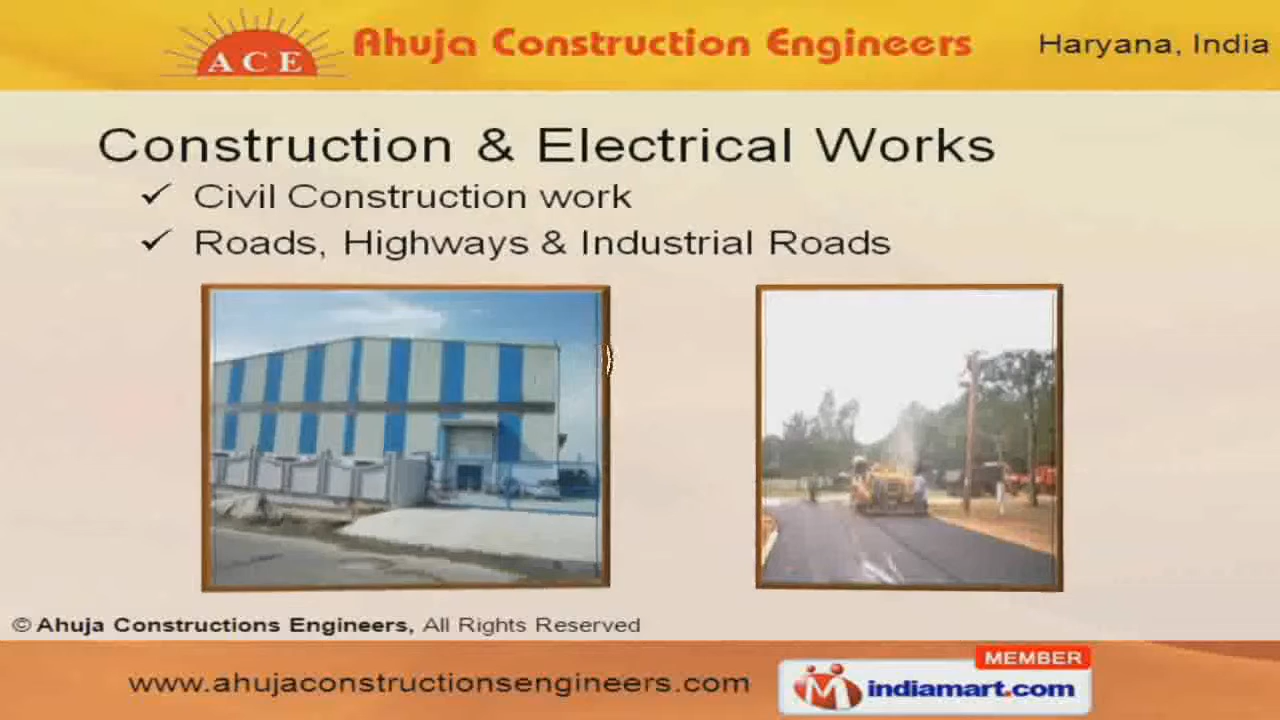 ACE
Ahuja Construction Engineers
Haryana, India
Construction & Electrical Works
✓ Civil Construction work
✓ Roads, Highways & Industrial Roads
© Ahuja Constructions Engineers, All Rights Reserved
MEMBER
www.ahujaconstructionsengineers.com
indiamart.com